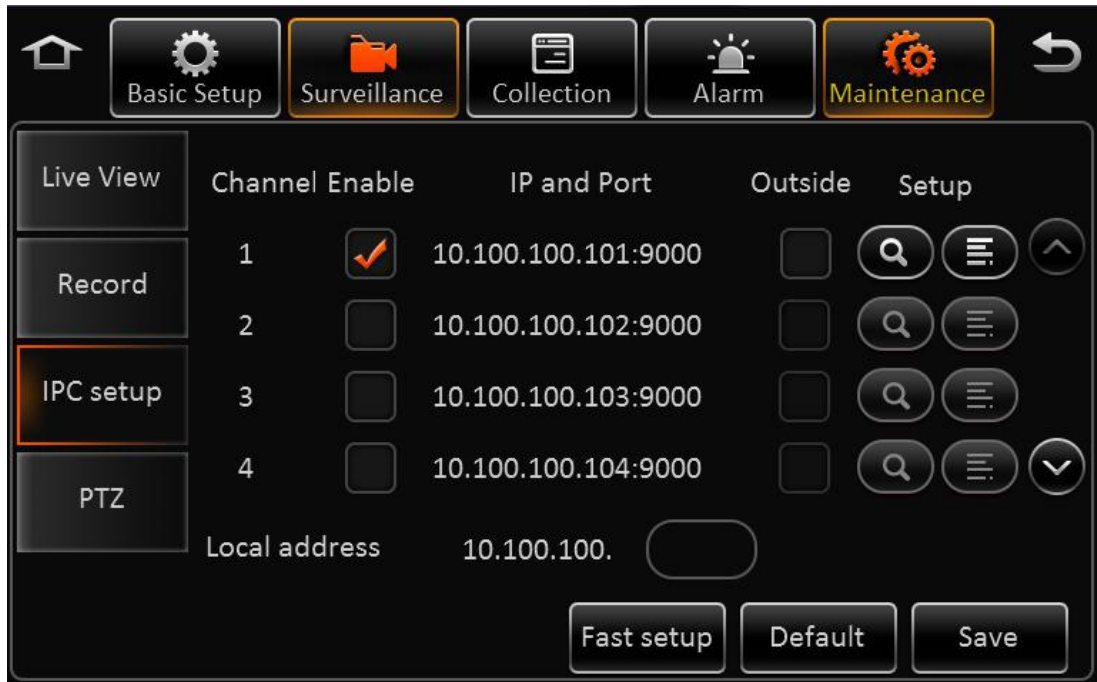 Basic Setup Surveillance Collection Alarm Maintenance
Live View
Record
IPC setup
PTZ
Channel Enable IP and Port Outside Setup
1 10.100.100.101:9000
2 10.100.100.102:9000
3 10.100.100.103:9000
4 10.100.100.104:9000
Local address 10.100.100.
Fast setup Default Save